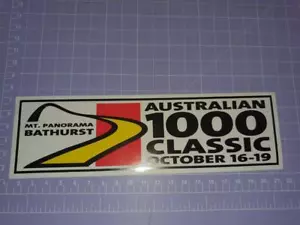 MT. PANORAMA
BATHURST
AUSTRALIAN
1000
CLASSIC
OCTOBER 16-19